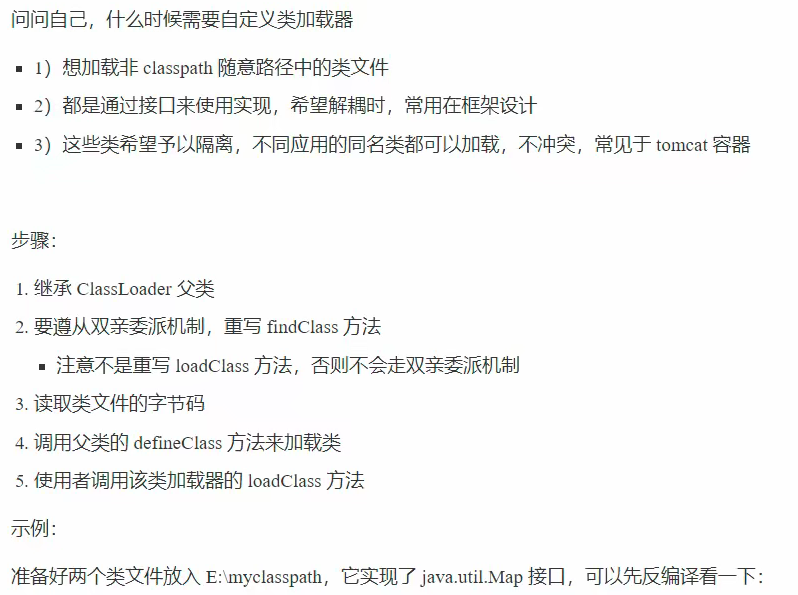 问问自己，什么时候需要自定义类加载器
▪ 1）想加载非 classpath 随意路径中的类文件
▪ 2）都是通过接口来使用实现，希望解耦时，常用在框架设计
▪ 3）这些类希望予以隔离，不同应用的同名类都可以加载，不冲突，常见于 tomcat 容器
步骤：
1. 继承 ClassLoader 父类
2. 要遵从双亲委派机制，重写 findClass 方法
▪ 注意不是重写 loadClass 方法，否则不会走双亲委派机制
3. 读取类文件的字节码
4. 调用父类的 defineClass 方法来加载类
5. 使用者调用该类加载器的 loadClass 方法
示例：
准备好两个类文件放入 E:\myclasspath，它实现了 java.util.Map 接口，可以先反编译看一下：